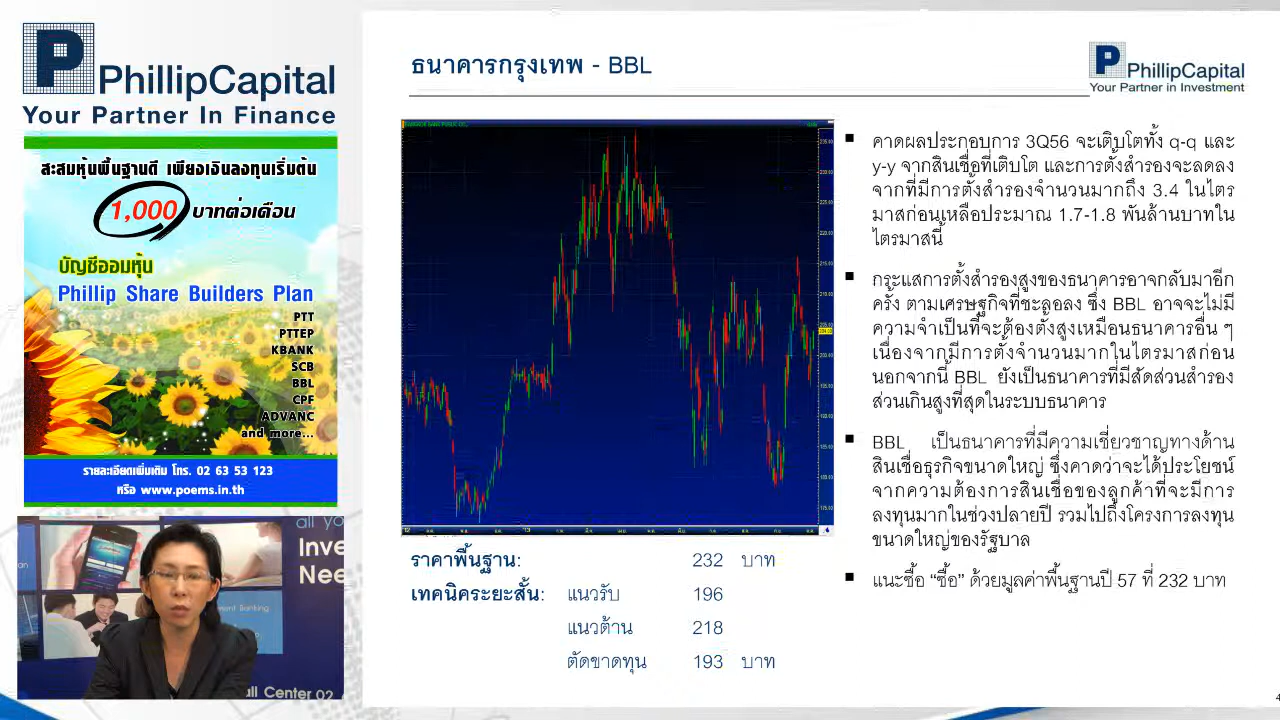 P PhillipCapital
Your Partner In Finance
สะสมหุ้นพื้นฐานดี เพียงเงินลงทุนเริ่มต้น
1,000 บาทต่อเดือน
บัญชีออมหุ้น
Phillip Share Builders Plan
PTT
PTTEP
KBANK
SCB
BBL
CPF
ADVANC
and more...
รายละเอียดเพิ่มเติม โทร. 02 63 53 123
หรือ www.poems.in.th
all yo
Inve
Nee
all Center 02
ธนาคารกรุงเทพ - BBL
P PhillipCapital
Your Partner in Investment
ราคาพื้นฐาน: 232 บาท
เทคนิคระยะสั้น: แนวรับ 196
แนวต้าน 218
ตัดขาดทุน 193 บาท
คาดผลประกอบการ 3Q56 จะเติบโตทั้ง q-q และ
y-y จากสินเชื่อที่เติบโต และการตั้งสำรองจะลดลง
จากที่มีการตั้งสำรองจำนวนมากถึง 3.4 ในไตร
มาสก่อนเหลือประมาณ 1.7-1.8 พันล้านบาทใน
ไตรมาสนี้
กระแสการตั้งสำรองสูงของธนาคารอาจกลับมาอีก
ครั้งตามเศรษฐกิจที่ชะลอลง ซึ่ง BBL อาจจะไม่มี
ความจำเป็นที่จะต้องตั้งสูงเหมือนธนาคารอื่น ๆ
เนื่องจากมีการตั้งจำนวนมากในไตรมาสก่อน
นอกจากนี้ BBL ยังเป็นธนาคารที่มีสัดส่วนสำรอง
ส่วนเกินสูงที่สุดในระบบธนาคาร
BBL เป็นธนาคารที่มีความเชี่ยวชาญทางด้าน
สินเชื่อธุรกิจขนาดใหญ่ ซึ่งคาดว่าจะได้ประโยชน์
จากความต้องการสินเชื่อของลูกค้าที่จะมีการ
ลงทุนมากในช่วงปลายปี รวมไปถึงโครงการลงทุน
ขนาดใหญ่ของรัฐบาล
แนะซื้อ “ซื้อ” ด้วยมูลค่าพื้นฐานปี 57 ที่ 232 บาท
4